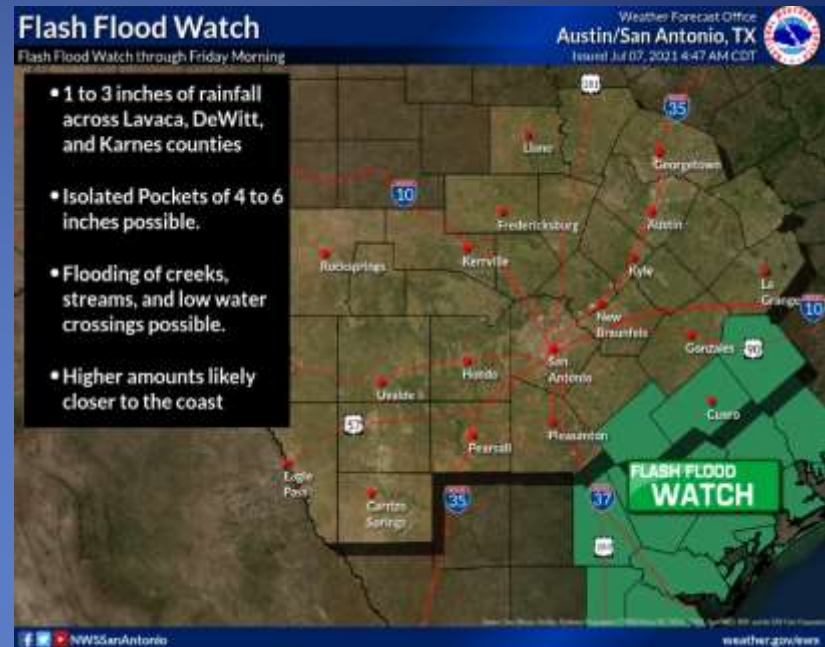 Flash Flood Watch
Flash Flood Watch through Friday Morning
Weather Forecast Office
Austin/San Antonio, TX
Issued Jul 07, 2021 4:47 AM CDT
• 1 to 3 inches of rainfall
across Lavaca, DeWitt,
and Karnes counties
• Isolated Pockets of 4 to 6
inches possible.
• Flooding of creeks,
streams, and low water
crossings possible.
• Higher amounts likely
closer to the coast
35
Llano
Georgetown
10
Fredericksburg
Austin
Rocksprings
Kerrville
Kyle
La
Grange
10
New
Braunfels
Gonzales
90
San
Antonio
Hondo
Uvalde
57
Cuero
Pleasanton
Pearsall
Eagle
Pass
Carrizo
Springs
35
37
FLASH FLOOD
WATCH
NWSSanAntonio
weather.gov/ewx